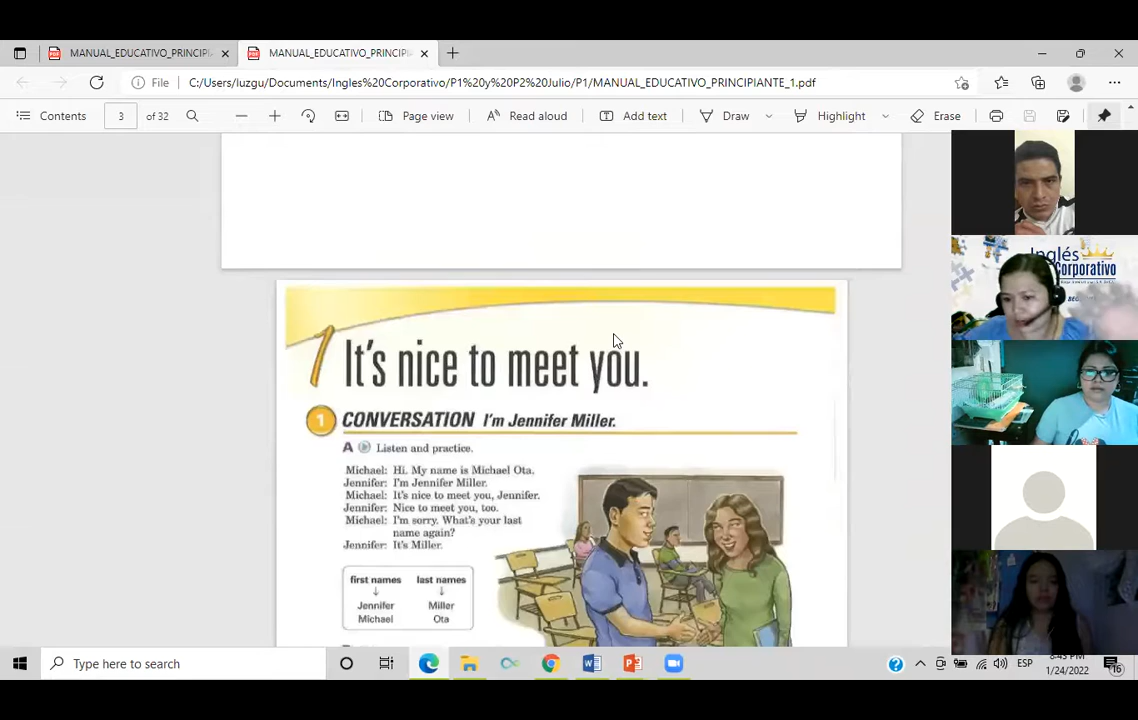 MANUAL_EDUCATIVO_PRINCIPI
MANUAL_EDUCATIVO_PRINCIPI
File
C:/Users/luzgu/Documents/Ingles%20Corporativo/P1%20y%20P2%20Julio/P1/MANUAL_EDUCATIVO_PRINCIPIANTE_1.pdf
Contents
3
of 32
Page view
Read aloud
Add text
Draw
Highlight
Erase
Inglés
Corporativo
1 It's nice to meet you.
1 CONVERSATION I'm Jennifer Miller.
A Listen and practice.
Michael: Hi. My name is Michael Ota.
Jennifer: I'm Jennifer Miller.
Michael: It's nice to meet you, Jennifer.
Jennifer: Nice to meet you, too.
Michael: I'm sorry. What's your last
name again?
Jennifer: It's Miller.
first names last names
Jennifer Miller
Michael Ota
Type here to search
ESP
8:45 PM
1/24/2022
16